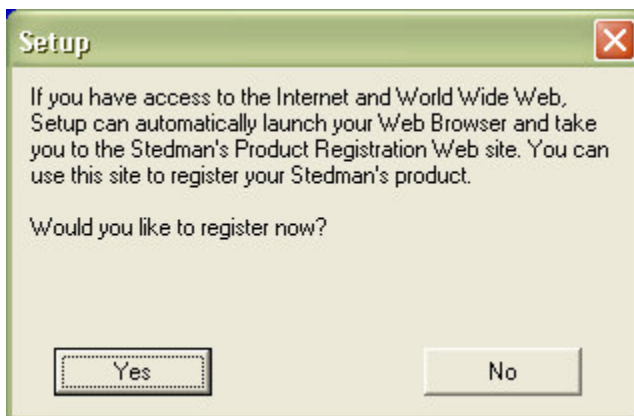 Setup
If you have access to the Internet and World Wide Web,
Setup can automatically launch your Web Browser and take
you to the Stedman's Product Registration Web site. You can
use this site to register your Stedman's product.
Would you like to register now?
Yes
No